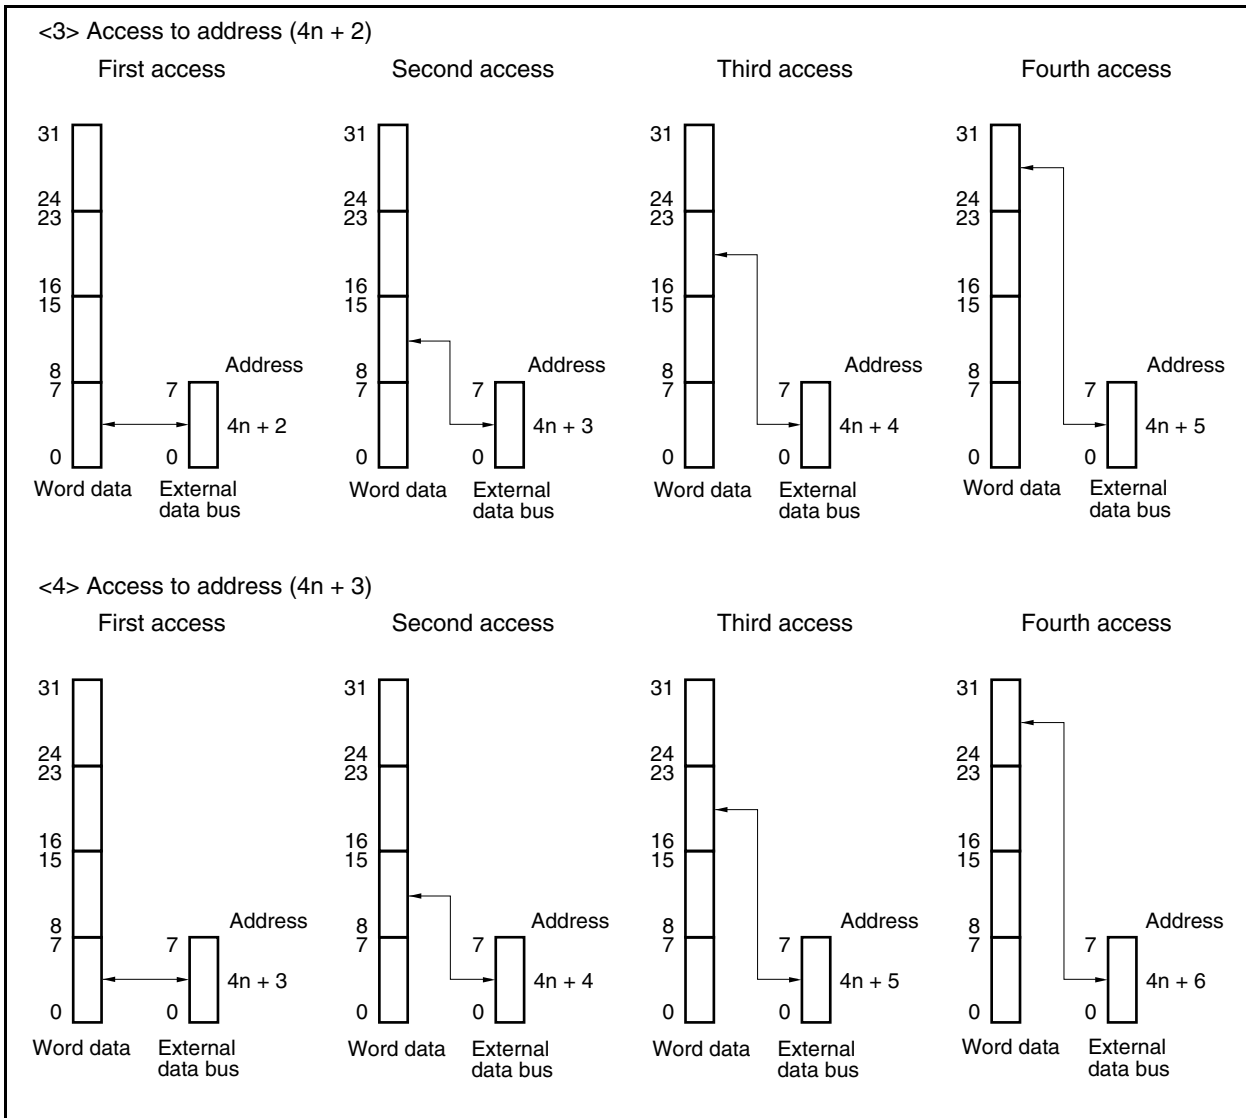 <3> Access to address (4n + 2)
First access
Second access
Third access
Fourth access
31
24
23
16
15
8
7
0
Word data
Address
7
4n + 2
0
External
data bus
31
24
23
16
15
8
7
0
Word data
Address
7
4n + 3
0
External
data bus
31
24
23
16
15
8
7
0
Word data
Address
7
4n + 4
0
External
data bus
31
24
23
16
15
8
7
0
Word data
Address
7
4n + 5
0
External
data bus
<4> Access to address (4n + 3)
First access
Second access
Third access
Fourth access
31
24
23
16
15
8
7
0
Word data
Address
7
4n + 3
0
External
data bus
31
24
23
16
15
8
7
0
Word data
Address
7
4n + 4
0
External
data bus
31
24
23
16
15
8
7
0
Word data
Address
7
4n + 5
0
External
data bus
31
24
23
16
15
8
7
0
Word data
Address
7
4n + 6
0
External
data bus